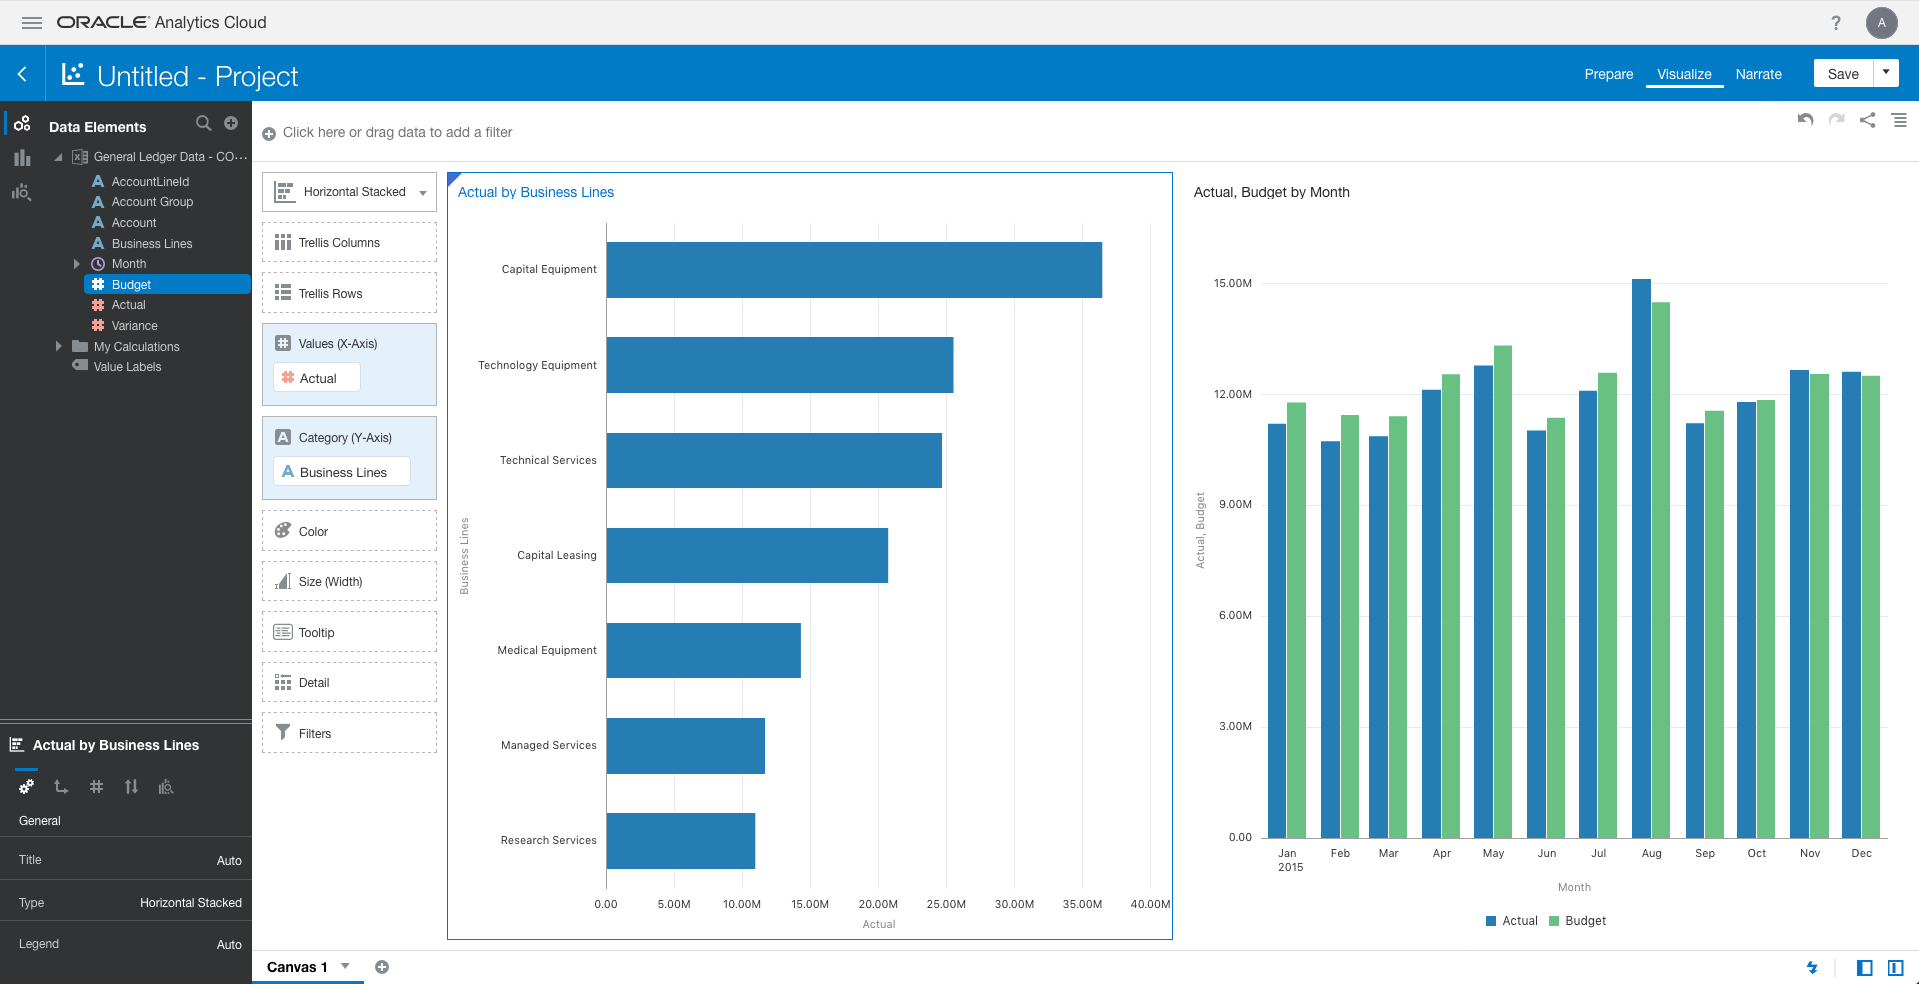 ORACLE Analytics Cloud
?
A
Untitled - Project
Prepare
Visualize
Narrate
Save
Data Elements
General Ledger Data - CO...
A AccountLineId
A Account Group
A Account
A Business Lines
Month
# Budget
# Actual
# Variance
My Calculations
Value Labels
Actual by Business Lines
#
General
Title Auto
Type Horizontal Stacked
Legend Auto
Click here or drag data to add a filter
Horizontal Stacked
Trellis Columns
Trellis Rows
# Values (X-Axis)
# Actual
A Category (Y-Axis)
A Business Lines
Color
Size (Width)
Tooltip
Detail
Filters
Actual by Business Lines
Business Lines
Capital Equipment
Technology Equipment
Technical Services
Capital Leasing
Medical Equipment
Managed Services
Research Services
0.00 5.00M 10.00M 15.00M 20.00M 25.00M 30.00M 35.00M 40.00M
Actual
Actual, Budget by Month
Actual, Budget
15.00M
12.00M
9.00M
6.00M
3.00M
0.00
Jan Feb Mar Apr May Jun Jul Aug Sep Oct Nov Dec
2015
Month
Actual Budget
Canvas 1